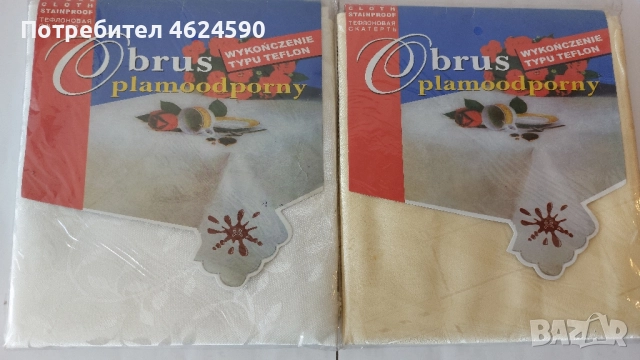 Потребител 4624590
CLOTH
STAINPROOF
ТЕФЛОНОВАЯ
WYKOŃCZENIE
TYPU TEFLON
Obrus
plamoodporny
CLOTH
STAINPROOF
ТЕФЛОНОВАЯ
СКАТЕРТЬ
WYKOŃCZENIE
TYPU TEFLON
Obrus
plamoodporny
BAZAR